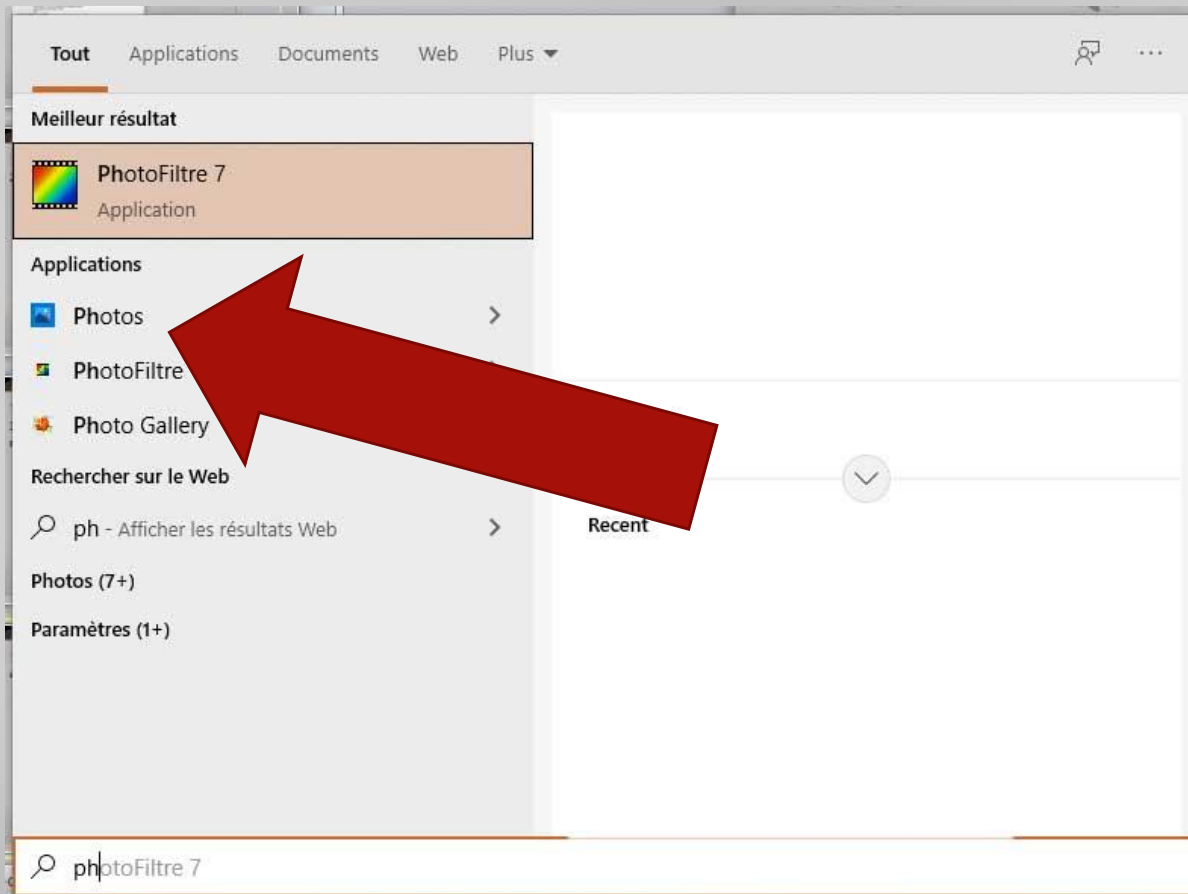 Tout Applications Documents Web Plus
Meilleur résultat
PhotoFiltre 7
Application
Applications
Photos
PhotoFiltre
Photo Gallery
Rechercher sur le Web
ph - Afficher les résultats Web
Recent
Photos (7+)
Paramètres (1+)
photoFiltre 7